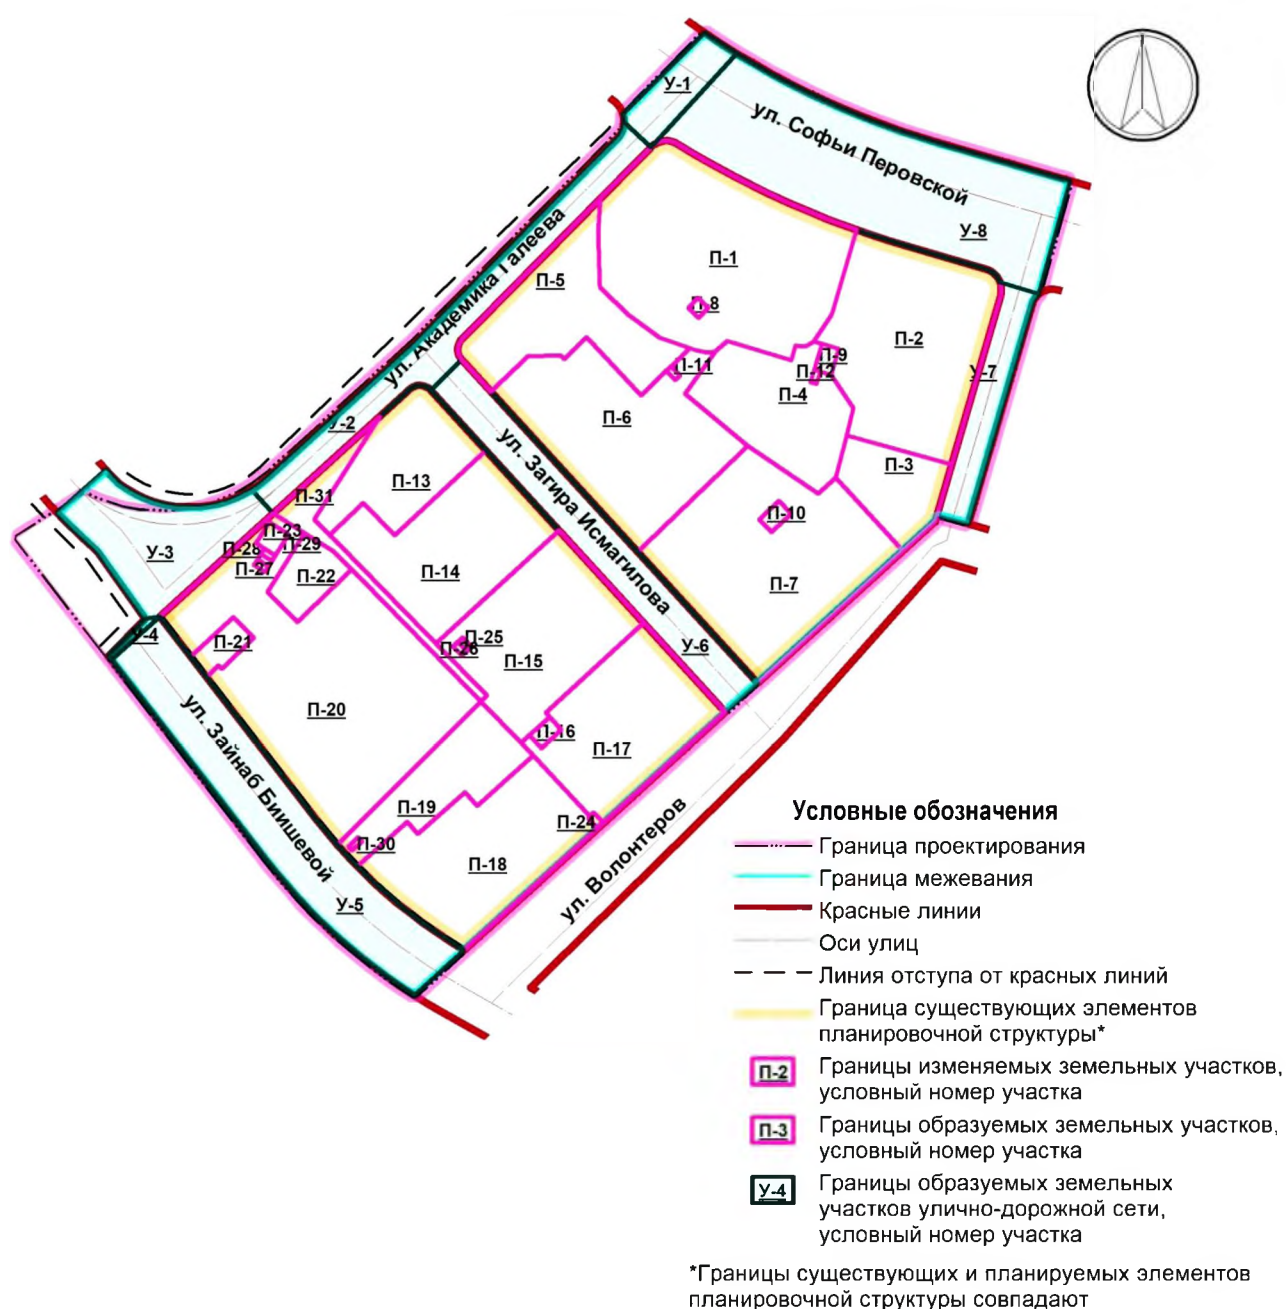 У-1
ул. Софьи Перовской
У-8
П-1
П-5
П-8
П-2
ул. Академика Галеева
П-9
П-11
П-12
У-7
П-4
П-6
У-2
П-3
ул. Загира Исмагилова
П-13
П-31
П-10
П-23
П-28
П-29
У-3
П-27
П-22
П-14
П-7
У-4
П-21
П-25
П-26
У-6
П-15
П-20
ул. Зайнаб Биишевой
П-16
П-17
П-19
П-24
П-30
П-18
ул. Волонтеров
У-5
Условные обозначения
Граница проектирования
Граница межевания
Красные линии
Оси улиц
Линия отступа от красных линий
Граница существующих элементов
планировочной структуры*
П-2
Границы изменяемых земельных участков,
условный номер участка
П-3
Границы образуемых земельных участков,
условный номер участка
У-4
Границы образуемых земельных
участков улично-дорожной сети,
условный номер участка
*Границы существующих и планируемых элементов
планировочной структуры совпадают